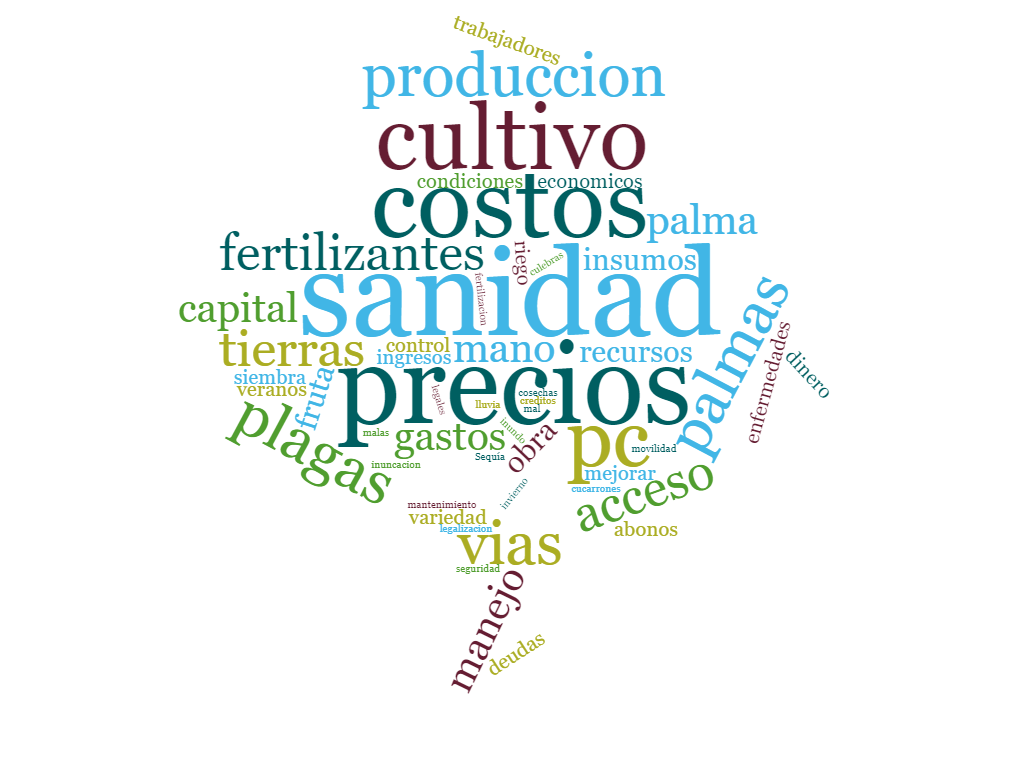 trabajadores
produccion
cultivo
condiciones
economicos
costos
palma
fertilizantes
riego
culebras
insumos
sanidad
fertilizacion
capital
palmas
tierras
control
ingresos
mano
recursos
enfermedades
dinero
siembra
veranos
fruta
precios
legales
lluvia
cosechas
creditos
mal
plagas
malas
gastos
inundo
obra
pc
movilidad
Sequía
inuncacion
mejorar
cucarrones
acceso
invierno
mantenimiento
variedad
legalizacion
abonos
vias
seguridad
manejo
deudas